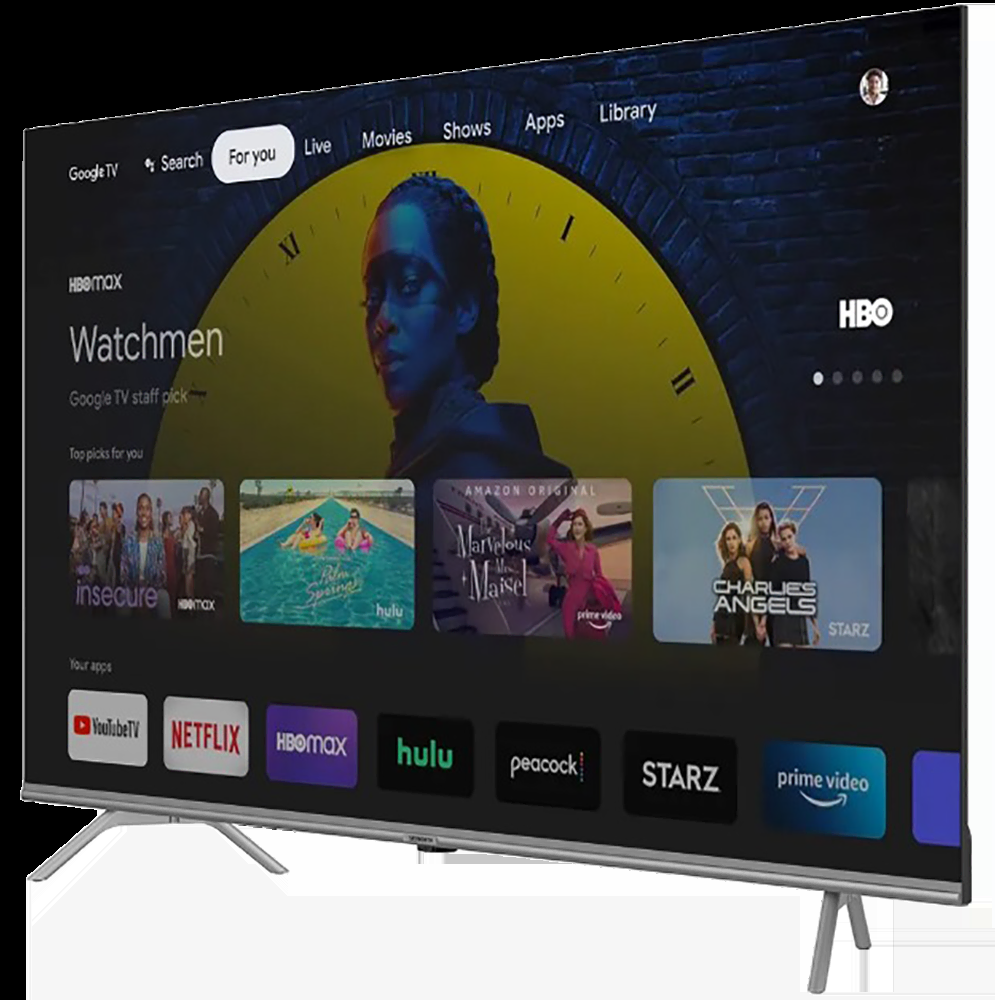 Google TV
Search
For you
Live
Movies
Shows
Apps
Library
XI
I
II
HBOmax
HBO
Watchmen
Google TV staff pick
Top picks for you
insecure
HBOmax
Palm
Springs
hulu
AMAZON ORIGINAL
Marvelous
Mrs.
Maisel
prime video
CHARLIE'S
ANGELS
STARZ
Your apps
YouTubeTV
NETFLIX
HBOmax
hulu
peacock
STARZ
prime video